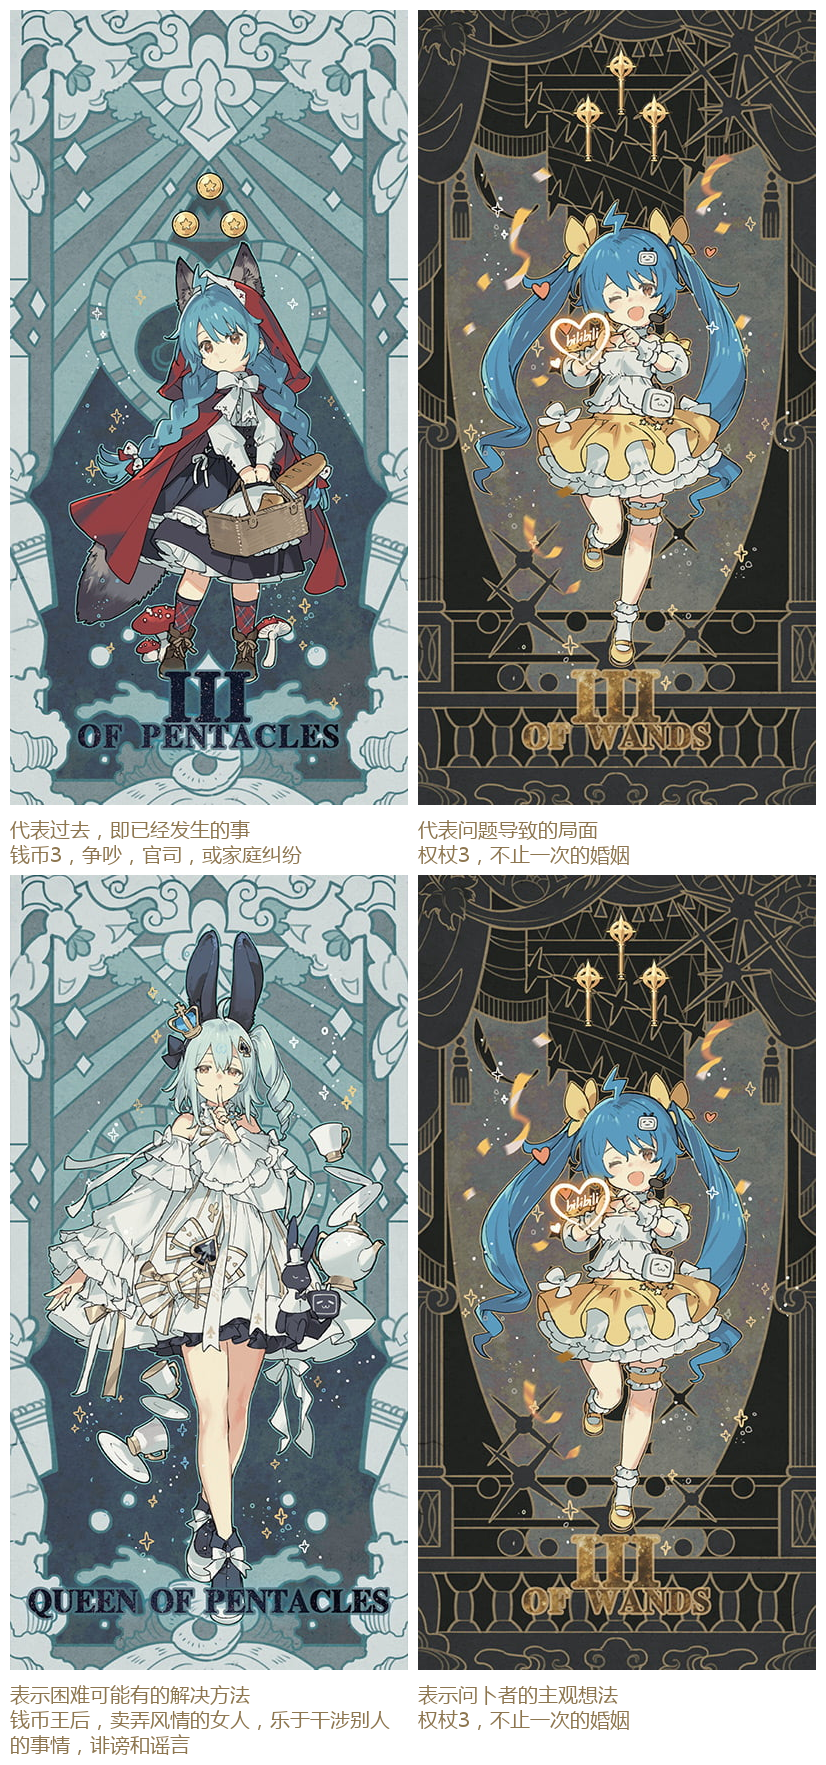 III
OF PENTACLES
代表过去，即已经发生的事
钱币3，争吵，官司，或家庭纠纷
bilibili
III
OF WANDS
代表问题导致的局面
权杖3，不止一次的婚姻
QUEEN OF PENTACLES
表示困难可能有的解决方法
钱币王后，卖弄风情的女人，乐于干涉别人
的事情，诽谤和谣言
bilibili
III
OF WANDS
表示问卜者的主观想法
权杖3，不止一次的婚姻